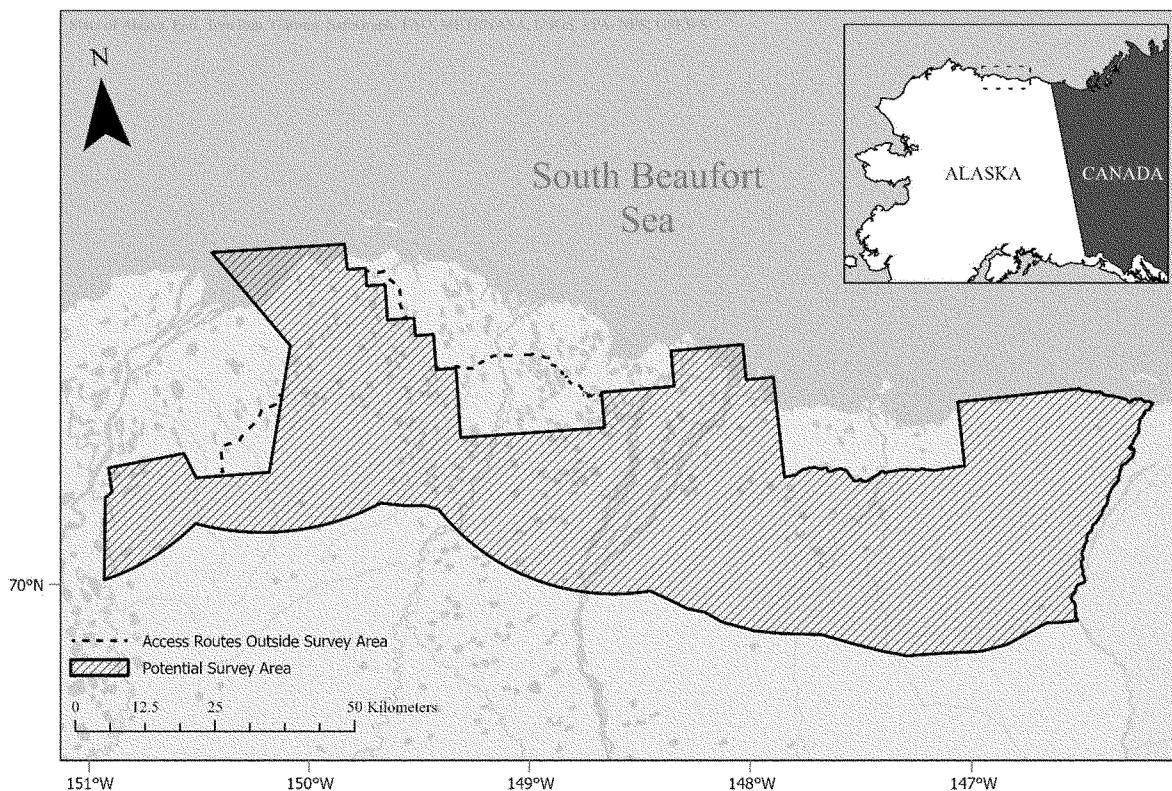 N
South Beaufort
Sea
ALASKA
CANADA
70°N
Access Routes Outside Survey Area
Potential Survey Area
0 12.5 25 50 Kilometers
151°W 150°W 149°W 148°W 147°W